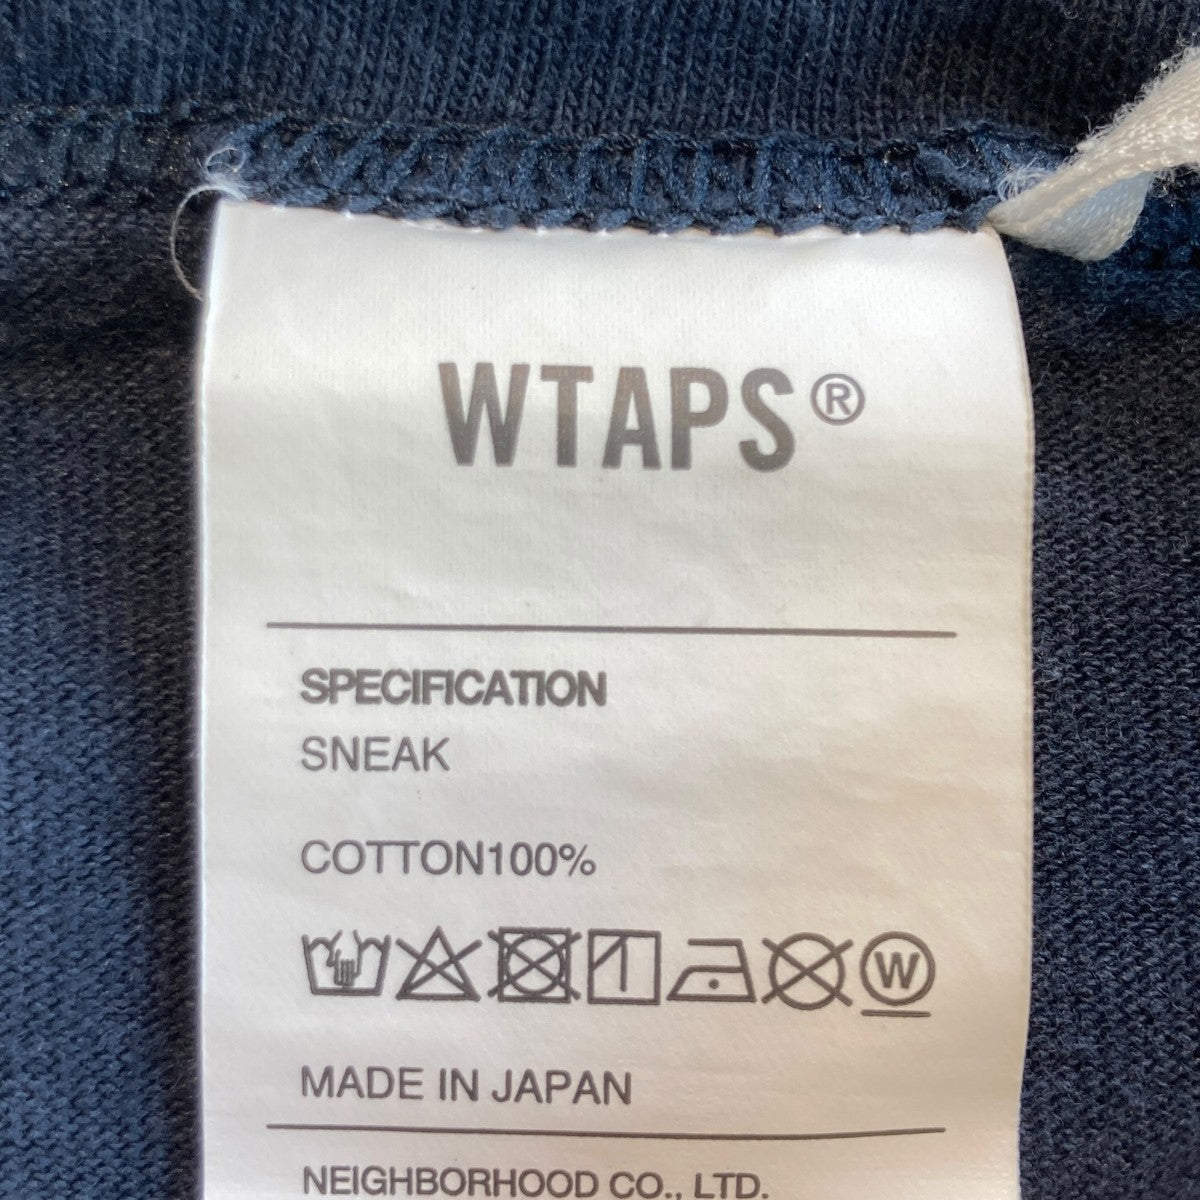 WTAPS®
SPECIFICATION
SNEAK
COTTON100%
W
MADE IN JAPAN
NEIGHBORHOOD CO., LTD.